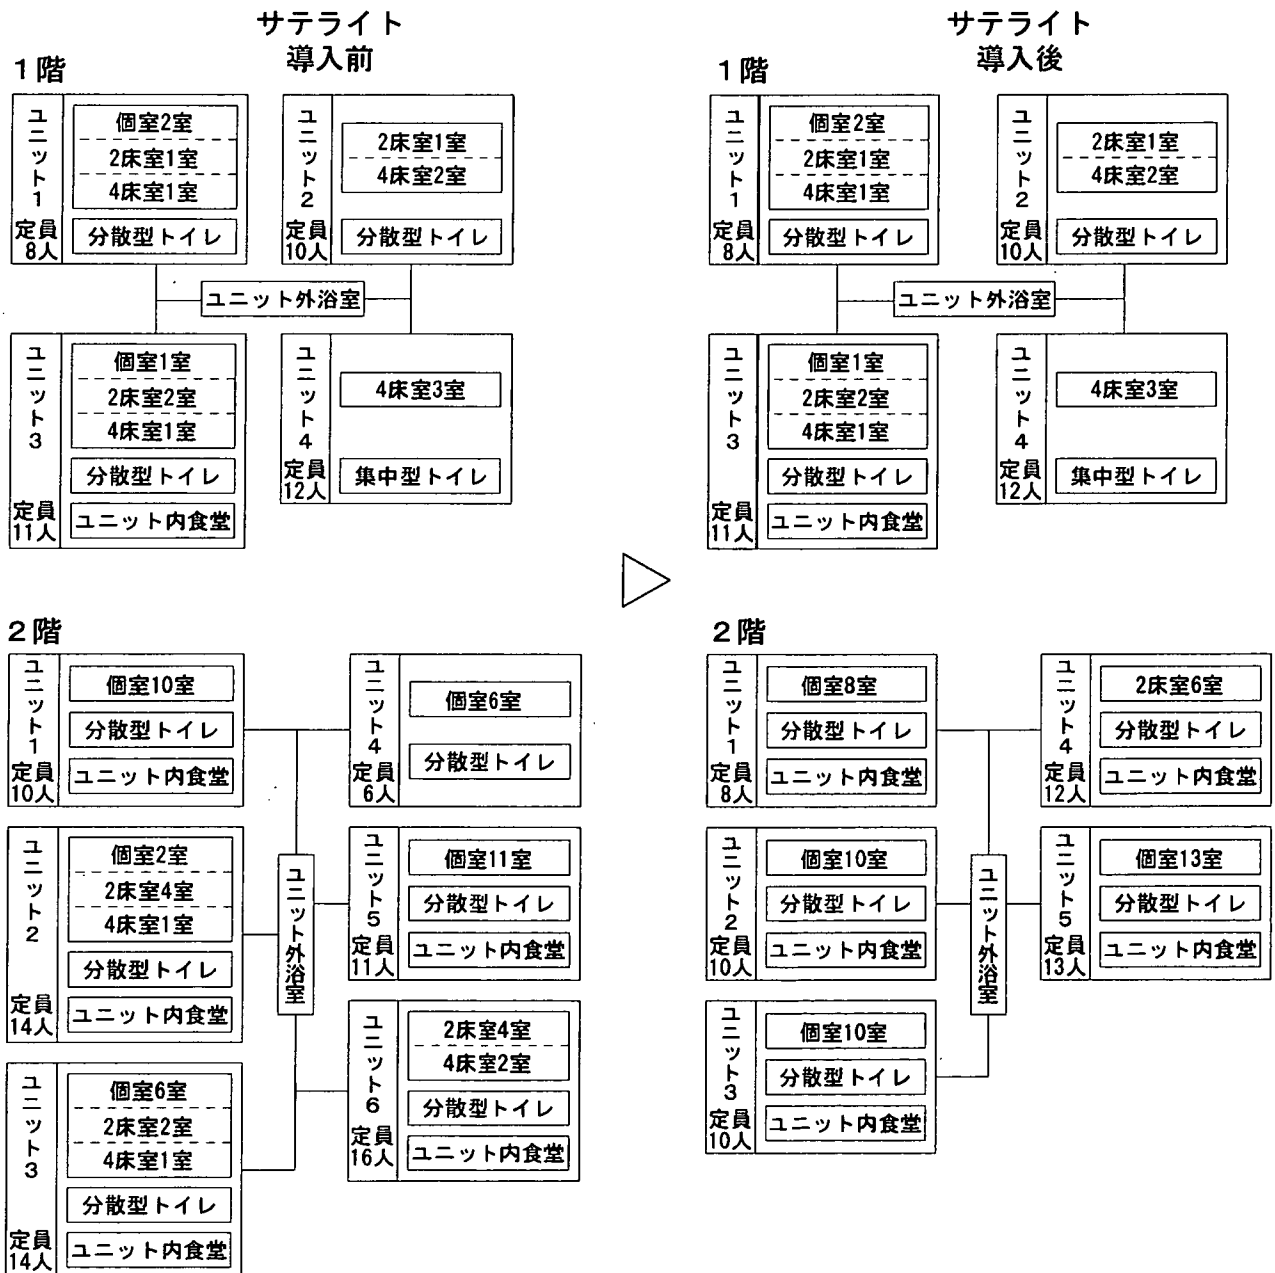 サテライト
導入前
1階
ユニット1
定員
8人
個室2室
2床室1室
4床室1室
分散型トイレ
ユニット2
定員
10人
2床室1室
4床室2室
分散型トイレ
ユニット外浴室
ユニット3
定員
11人
個室1室
2床室2室
4床室1室
分散型トイレ
ユニット内食堂
ユニット4
定員
12人
4床室3室
集中型トイレ
2階
ユニット1
定員
10人
個室10室
分散型トイレ
ユニット内食堂
ユニット2
定員
14人
個室2室
2床室4室
4床室1室
分散型トイレ
ユニット内食堂
ユニット3
定員
14人
個室6室
2床室2室
4床室1室
分散型トイレ
ユニット内食堂
ユニット外浴室
ユニット4
定員
6人
個室6室
分散型トイレ
ユニット5
定員
11人
個室11室
分散型トイレ
ユニット内食堂
ユニット6
定員
16人
2床室4室
4床室2室
分散型トイレ
ユニット内食堂
サテライト
導入後
1階
ユニット1
定員
8人
個室2室
2床室1室
4床室1室
分散型トイレ
ユニット2
定員
10人
2床室1室
4床室2室
分散型トイレ
ユニット外浴室
ユニット3
定員
11人
個室1室
2床室2室
4床室1室
分散型トイレ
ユニット内食堂
ユニット4
定員
12人
4床室3室
集中型トイレ
2階
ユニット1
定員
8人
個室8室
分散型トイレ
ユニット内食堂
ユニット2
定員
10人
個室10室
分散型トイレ
ユニット内食堂
ユニット3
定員
10人
個室10室
分散型トイレ
ユニット内食堂
ユニット外浴室
ユニット4
定員
12人
2床室6室
分散型トイレ
ユニット内食堂
ユニット5
定員
13人
個室13室
分散型トイレ
ユニット内食堂